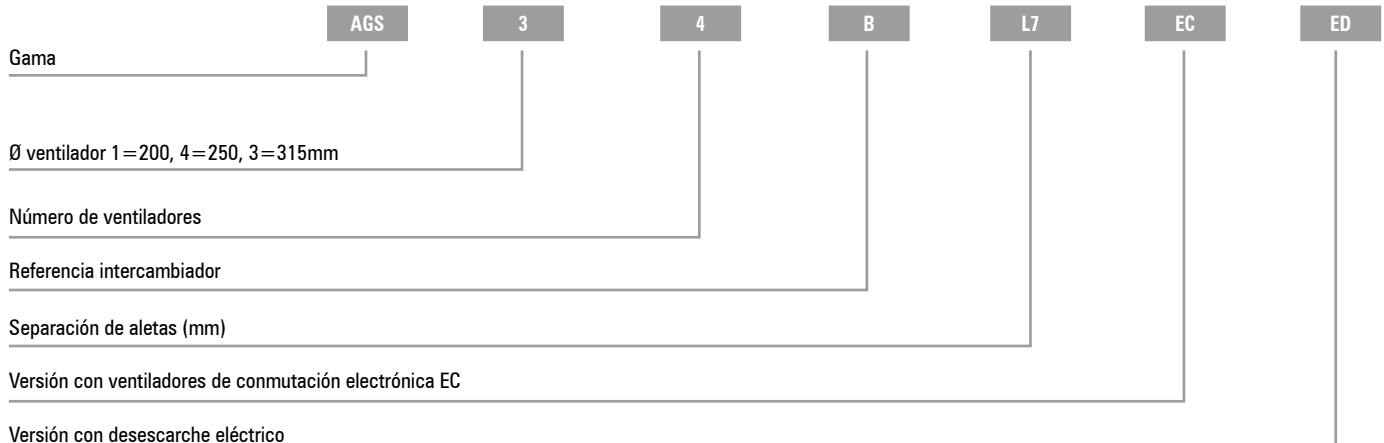 AGS 3 4 B L7 EC ED
Gama
Ø ventilador 1=200, 4=250, 3=315mm
Número de ventiladores
Referencia intercambiador
Separación de aletas (mm)
Versión con ventiladores de conmutación electrónica EC
Versión con desescarche eléctrico